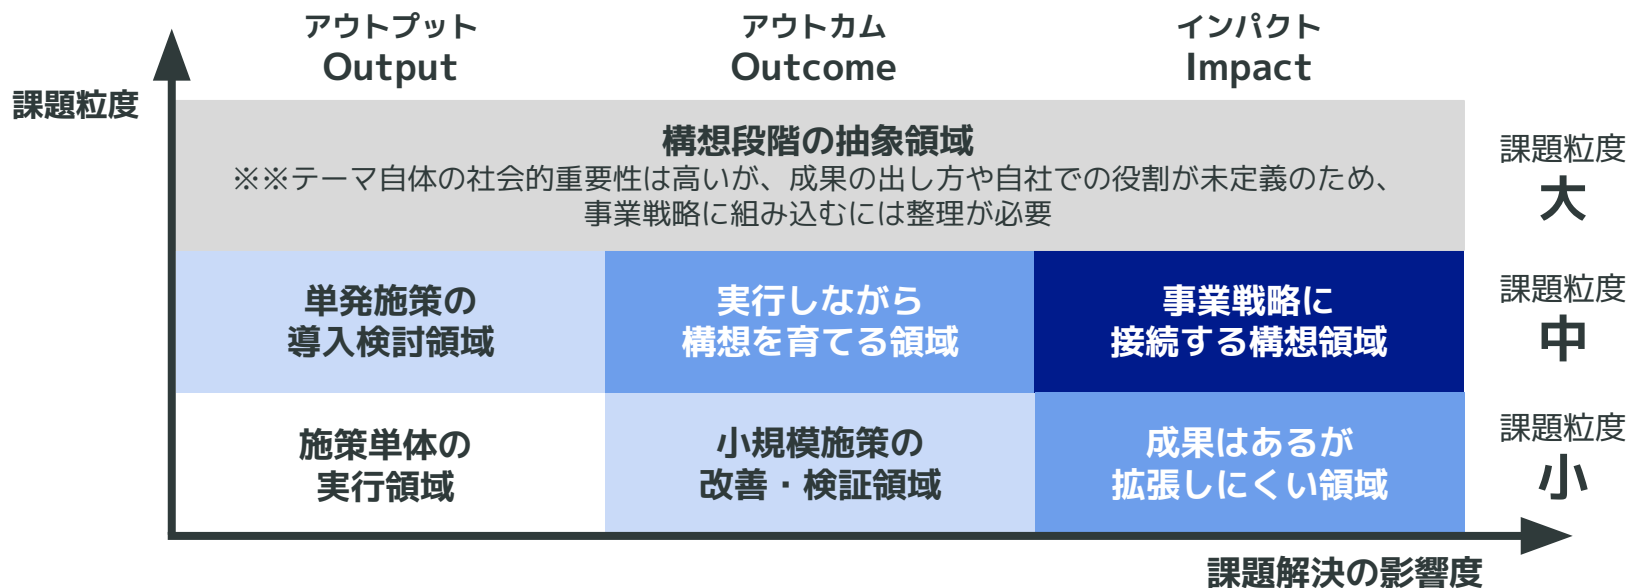 アウトプット
Output
アウトカム
Outcome
インパクト
Impact
課題粒度
構想段階の抽象領域
※※テーマ自体の社会的重要性は高いが、成果の出し方や自社での役割が未定義のため、
事業戦略に組み込むには整理が必要
課題粒度
大
単発施策の
導入検討領域
実行しながら
構想を育てる領域
事業戦略に
接続する構想領域
課題粒度
中
施策単体の
実行領域
小規模施策の
改善・検証領域
成果はあるが
拡張しにくい領域
課題粒度
小
課題解決の影響度